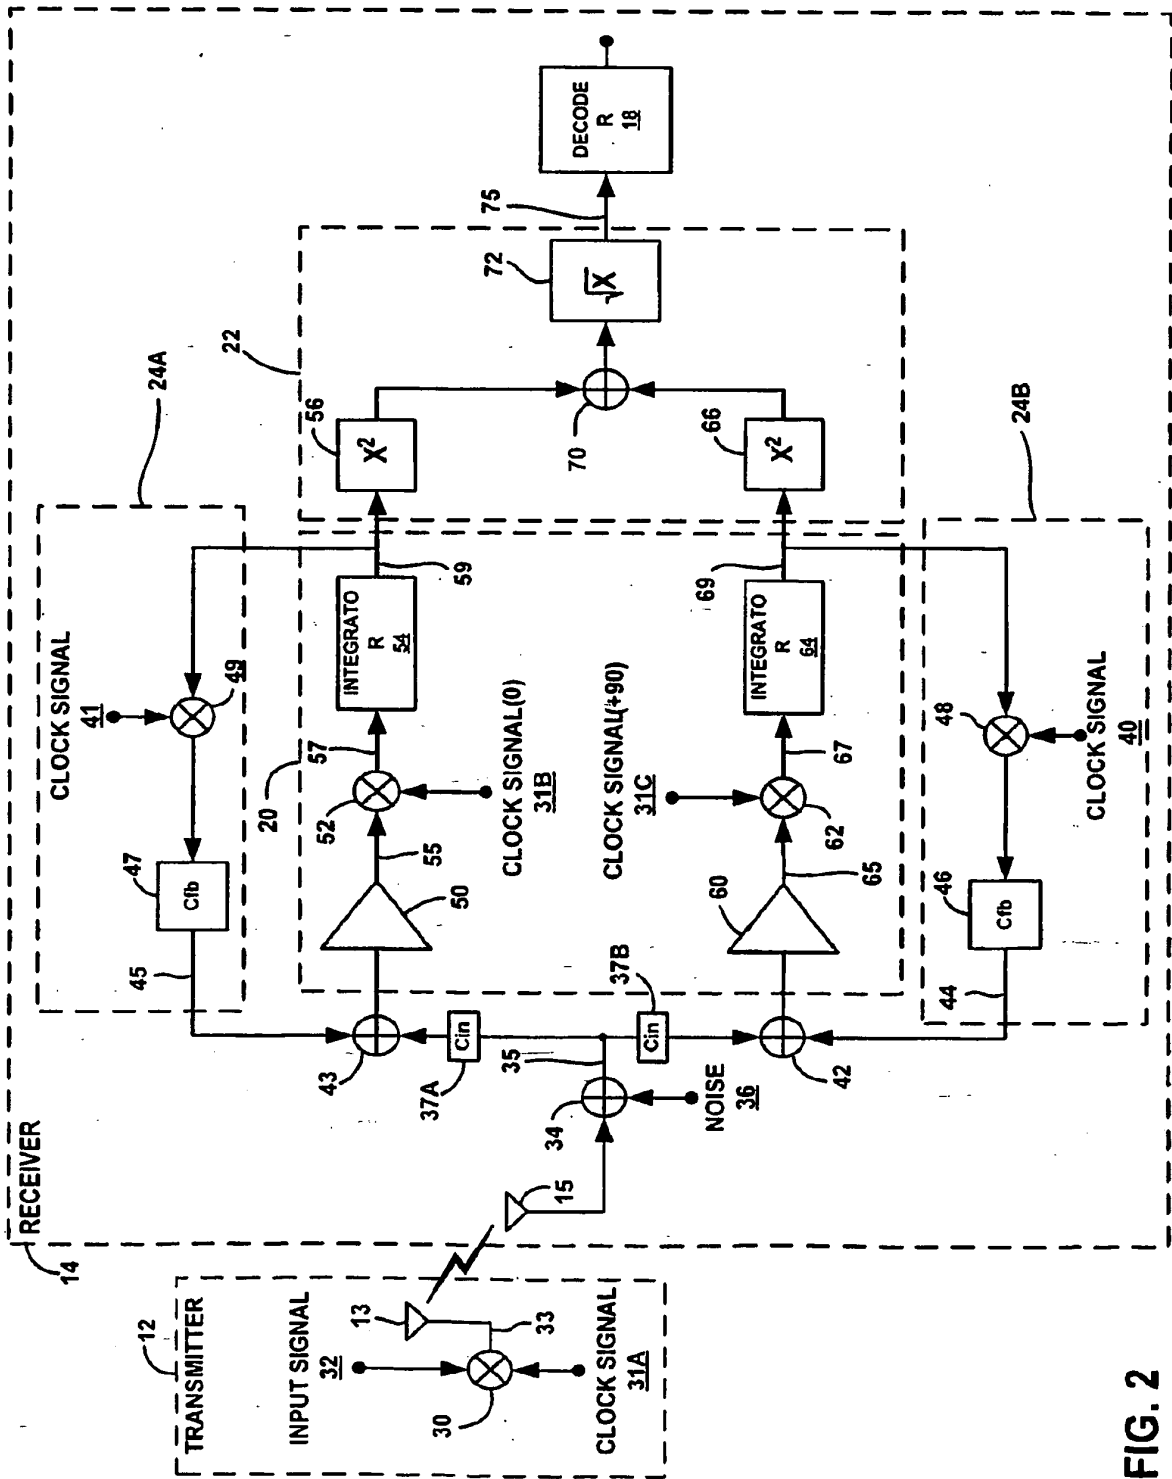 RECEIVER
14
TRANSMITTER
12
INPUT SIGNAL
32
13
33
30
CLOCK SIGNAL
31A
15
34
35
NOISE
36
37A
Cin
37B
Cin
43
42
24A
CLOCK SIGNAL
41
49
47
Cfb
45
20
50
55
52
57
CLOCK SIGNAL(0)
31B
INTEGRATO
R
54
59
CLOCK SIGNAL(+90)
31C
60
65
62
67
INTEGRATO
R
64
69
22
56
X²
66
X²
70
72
√X
75
DECODE
R
18
24B
48
CLOCK SIGNAL
40
46
Cfb
44
FIG. 2